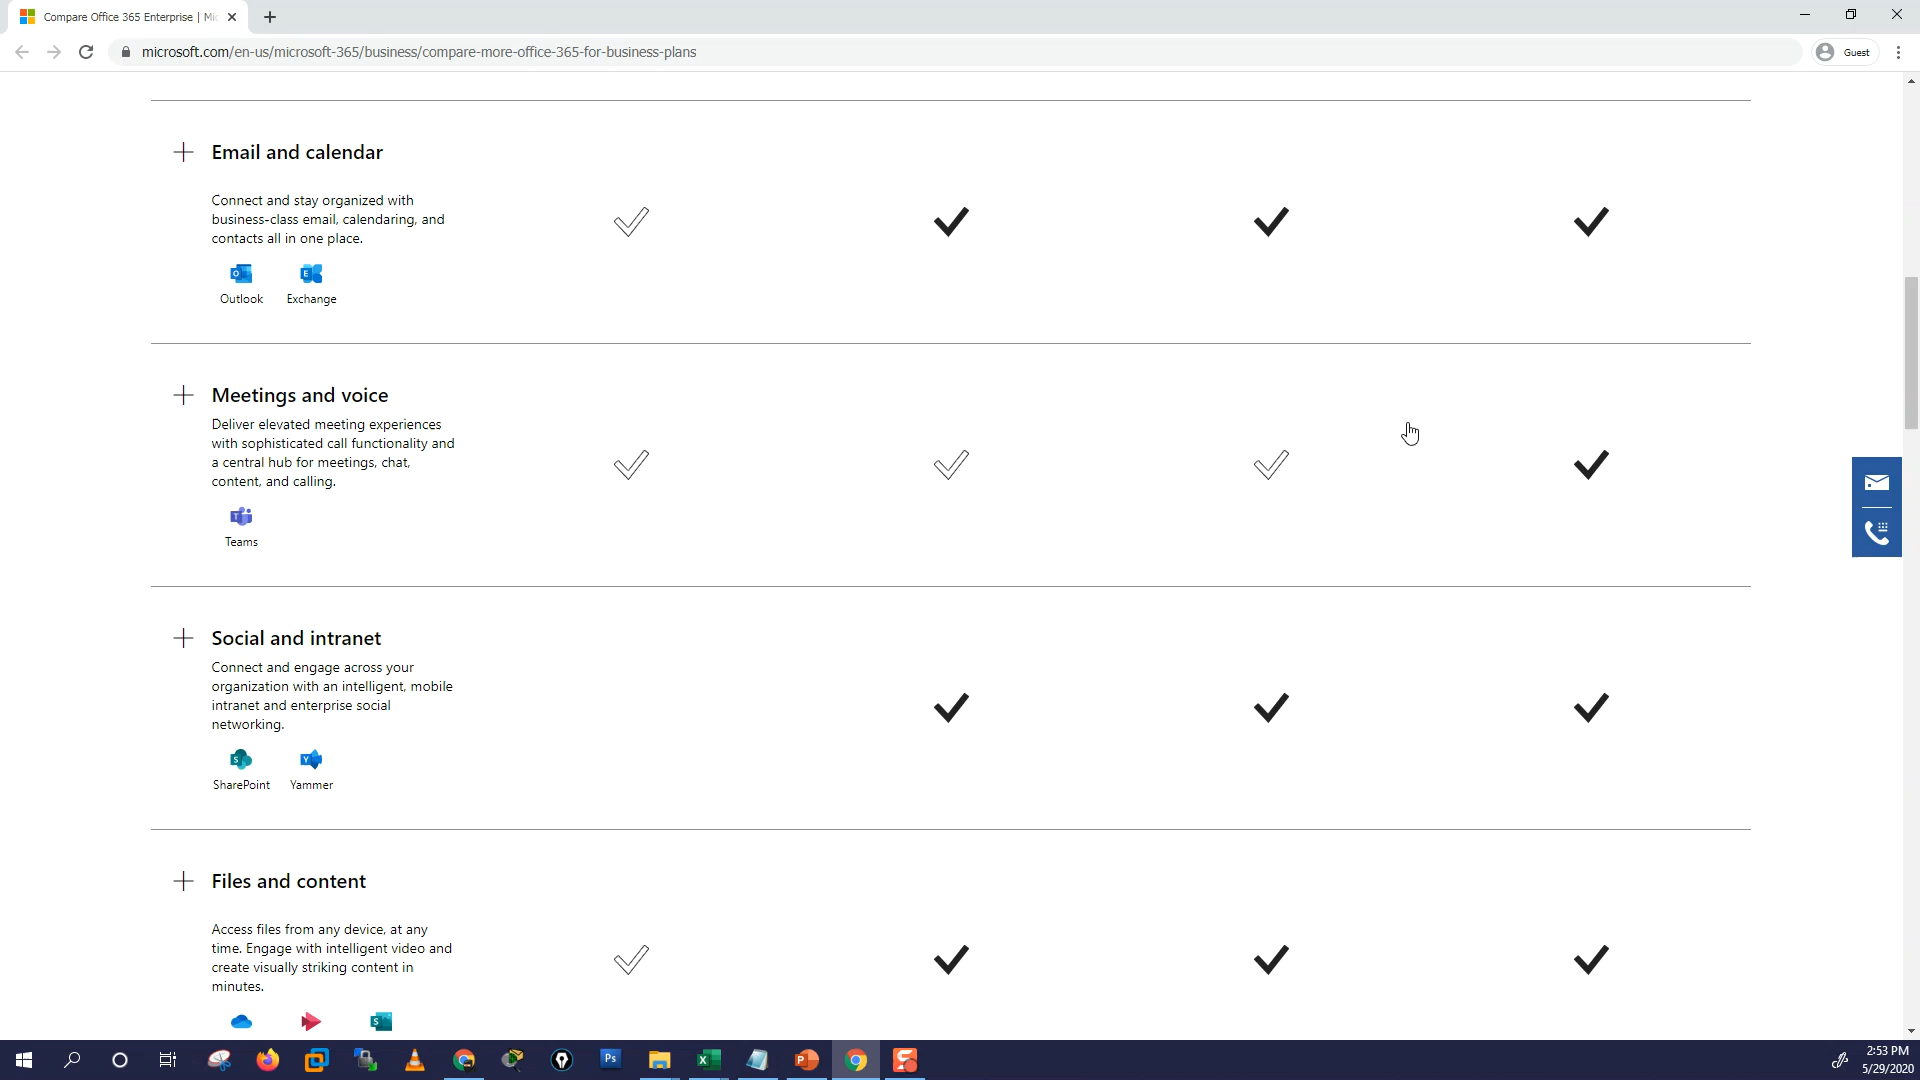 Compare Office 365 Enterprise | Mic
microsoft.com/en-us/microsoft-365/business/compare-more-office-365-for-business-plans
Guest
Email and calendar
Connect and stay organized with
business-class email, calendaring, and
contacts all in one place.
Outlook Exchange
Meetings and voice
Deliver elevated meeting experiences
with sophisticated call functionality and
a central hub for meetings, chat,
content, and calling.
Teams
Social and intranet
Connect and engage across your
organization with an intelligent, mobile
intranet and enterprise social
networking.
SharePoint Yammer
Files and content
Access files from any device, at any
time. Engage with intelligent video and
create visually striking content in
minutes.
2:53 PM
5/29/2020